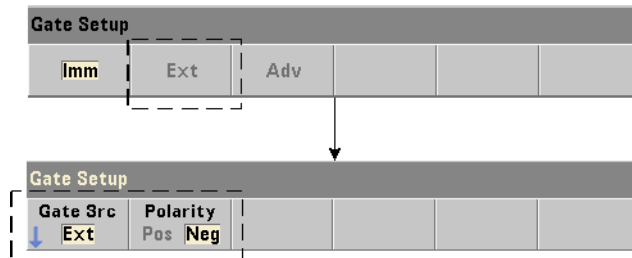 Gate Setup
Imm Ext Adv
Gate Setup
Gate Src Polarity
Ext Pos Neg